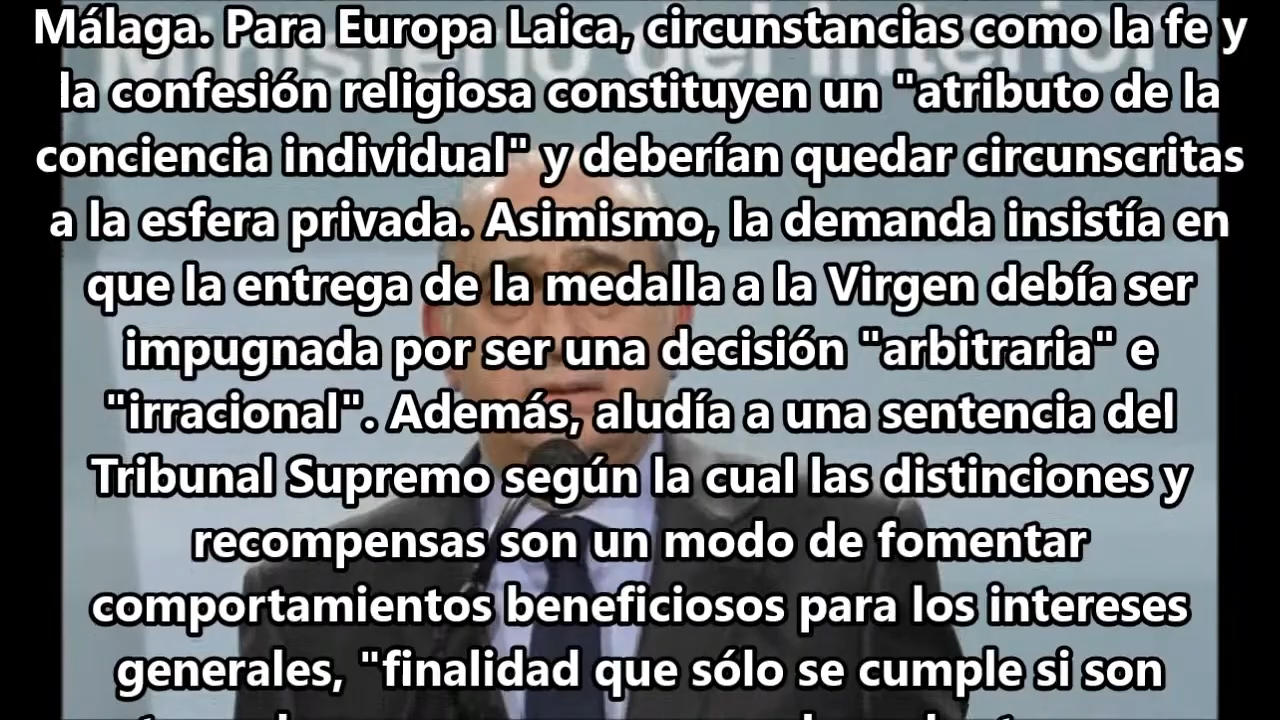 Ministerio del Interior
Málaga. Para Europa Laica, circunstancias como la fe y
la confesión religiosa constituyen un "atributo de la
conciencia individual" y deberían quedar circunscritas
a la esfera privada. Asimismo, la demanda insistía en
que la entrega de la medalla a la Virgen debía ser
impugnada por ser una decisión "arbitraria" e
"irracional". Además, aludía a una sentencia del
Tribunal Supremo según la cual las distinciones y
recompensas son un modo de fomentar
comportamientos beneficiosos para los intereses
generales, "finalidad que sólo se cumple si son